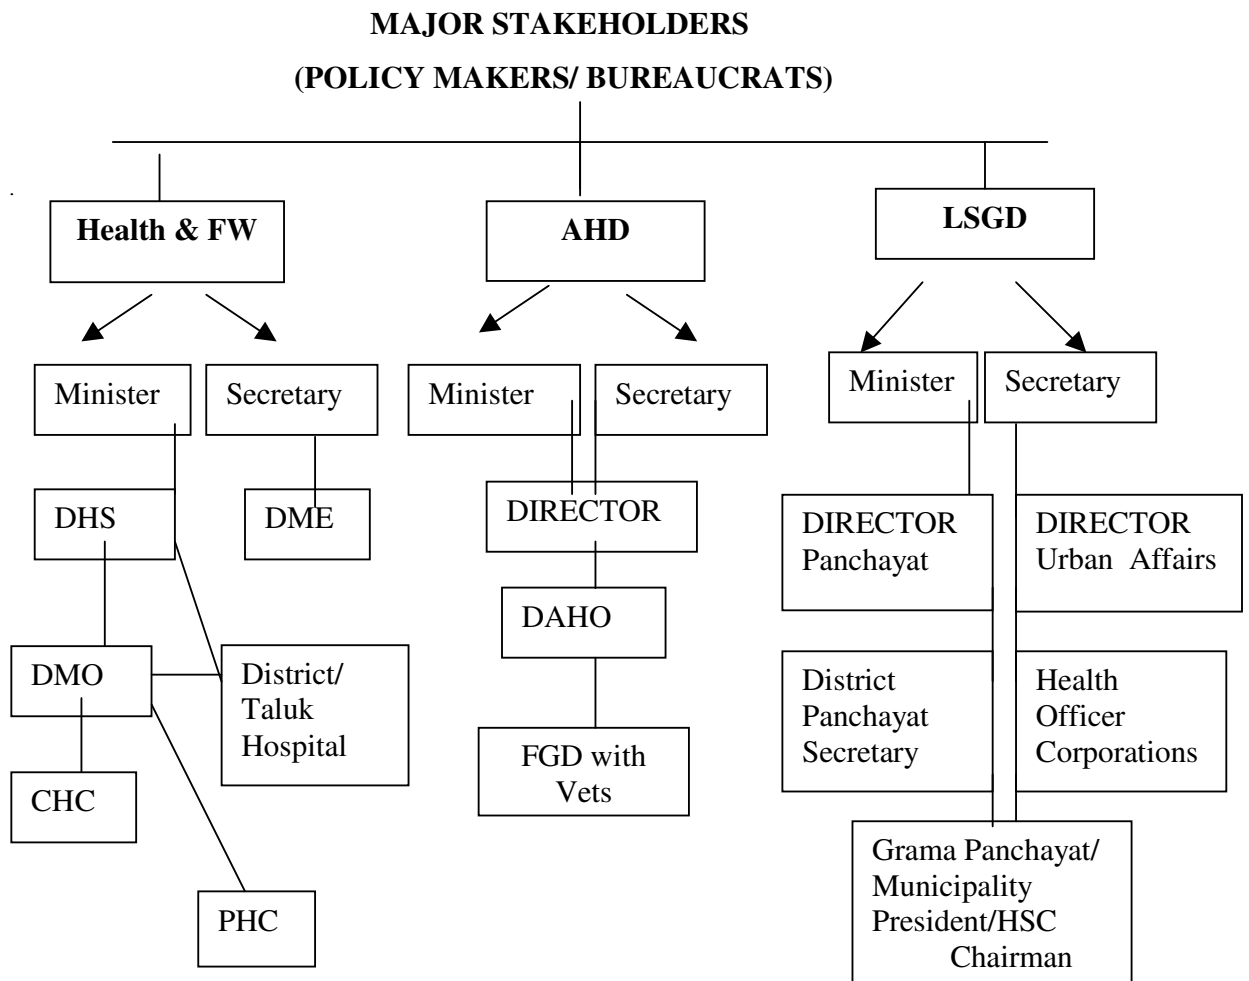 MAJOR STAKEHOLDERS
(POLICY MAKERS/ BUREAUCRATS)
Health & FW
AHD
LSGD
Minister
Secretary
Minister
Secretary
Minister
Secretary
DHS
DME
DIRECTOR
DIRECTOR
Panchayat
DIRECTOR
Urban Affairs
DAHO
DMO
District/
Taluk
Hospital
District
Panchayat
Secretary
Health
Officer
Corporations
FGD with
Vets
CHC
PHC
Grama Panchayat/
Municipality
President/HSC
Chairman